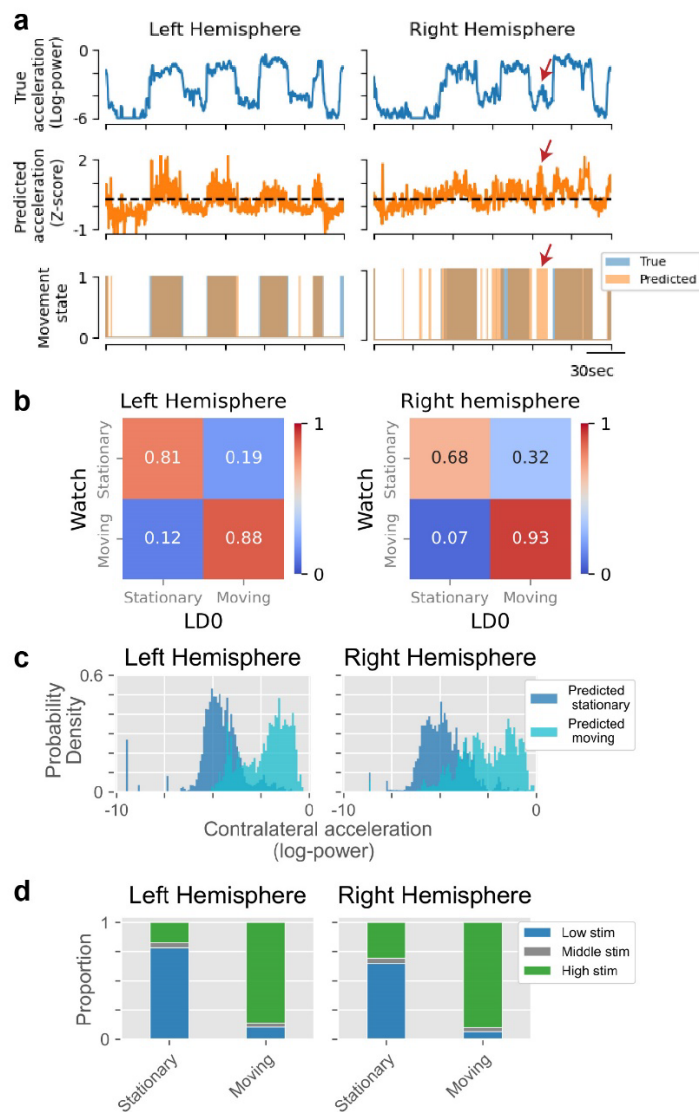 a
Left Hemisphere
Right Hemisphere
True
acceleration
(Log-power)
0
-6
Predicted
acceleration
(Z-score)
2
-1
Movement
state
1
0
True
Predicted
30sec
b
Left Hemisphere
Right hemisphere
Watch
Stationary
Moving
0.81
0.19
0.12
0.88
1
0
Stationary
Moving
LD0
Watch
Stationary
Moving
0.68
0.32
0.07
0.93
1
0
Stationary
Moving
LD0
c
Left Hemisphere
Right Hemisphere
Probability
Density
0.6
0
-10
0
-10
0
Predicted
stationary
Predicted
moving
Contralateral acceleration
(log-power)
d
Left Hemisphere
Right Hemisphere
Proportion
1
0
Stationary
Moving
Stationary
Moving
Low stim
Middle stim
High stim